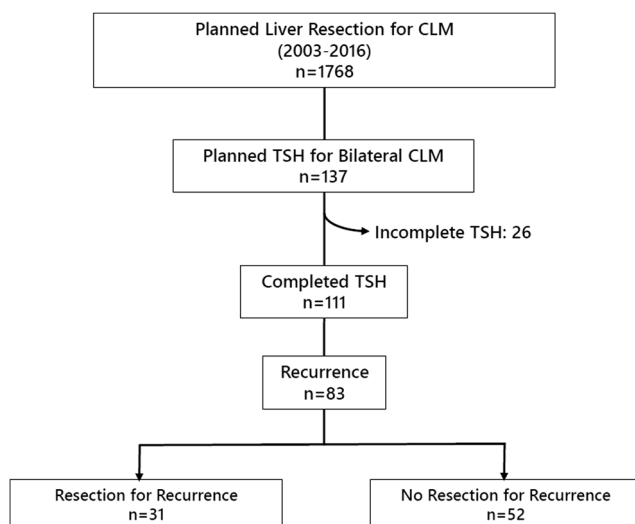 Planned Liver Resection for CLM
(2003-2016)
n=1768
Planned TSH for Bilateral CLM
n=137
Incomplete TSH: 26
Completed TSH
n=111
Recurrence
n=83
Resection for Recurrence
n=31
No Resection for Recurrence
n=52